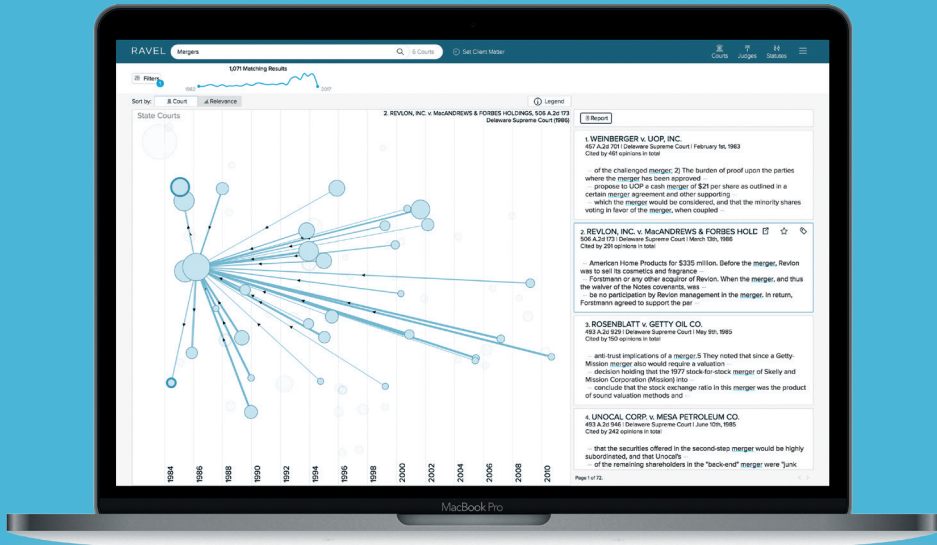 RAVEL
Mergers
6 Courts
Set Client Matter
Courts
Judges
Statutes
Filters
1
1,071 Matching Results
1983
2017
Sort by:
Court
Relevance
Legend
State Courts
2. REVLON, INC. v. MacANDREWS & FORBES HOLDINGS, 506 A.2d 173
Delaware Supreme Court (1986)
1984
1986
1988
1990
1992
1994
1996
1998
2000
2002
2004
2006
2008
2010
Report
1. WEINBERGER v. UOP, INC.
457 A.2d 701 | Delaware Supreme Court | February 1st, 1983
Cited by 461 opinions in total
— of the challenged merger; 2) The burden of proof upon the parties
where the merger has been approved —
— propose to UOP a cash merger of $21 per share as outlined in a
certain merger agreement and other supporting —
— which the merger would be considered, and that the minority shares
voting in favor of the merger, when coupled —
2. REVLON, INC. v. MacANDREWS & FORBES HOLD
506 A.2d 173 | Delaware Supreme Court | March 13th, 1986
Cited by 291 opinions in total
— American Home Products for $335 million. Before the merger, Revlon
was to sell its cosmetics and fragrance —
— Forstmann or any other acquiror of Revlon. When the merger, and thus
the waiver of the Notes covenants, was —
— be no participation by Revlon management in the merger. In return,
Forstmann agreed to support the par —
3. ROSENBLATT v. GETTY OIL CO.
493 A.2d 929 | Delaware Supreme Court | May 9th, 1985
Cited by 150 opinions in total
— anti-trust implications of a merger.5 They noted that since a Getty-
Mission merger also would require a valuation —
— decision holding that the 1977 stock-for-stock merger of Skelly and
Mission Corporation (Mission) into —
— conclude that the stock exchange ratio in this merger was the product
of sound valuation methods and —
4. UNOCAL CORP. v. MESA PETROLEUM CO.
493 A.2d 946 | Delaware Supreme Court | June 10th, 1985
Cited by 242 opinions in total
— that the securities offered in the second-step merger would be highly
subordinated, and that Unocal's —
— of the remaining shareholders in the "back-end" merger were "junk
Page 1 of 72.
MacBook Pro